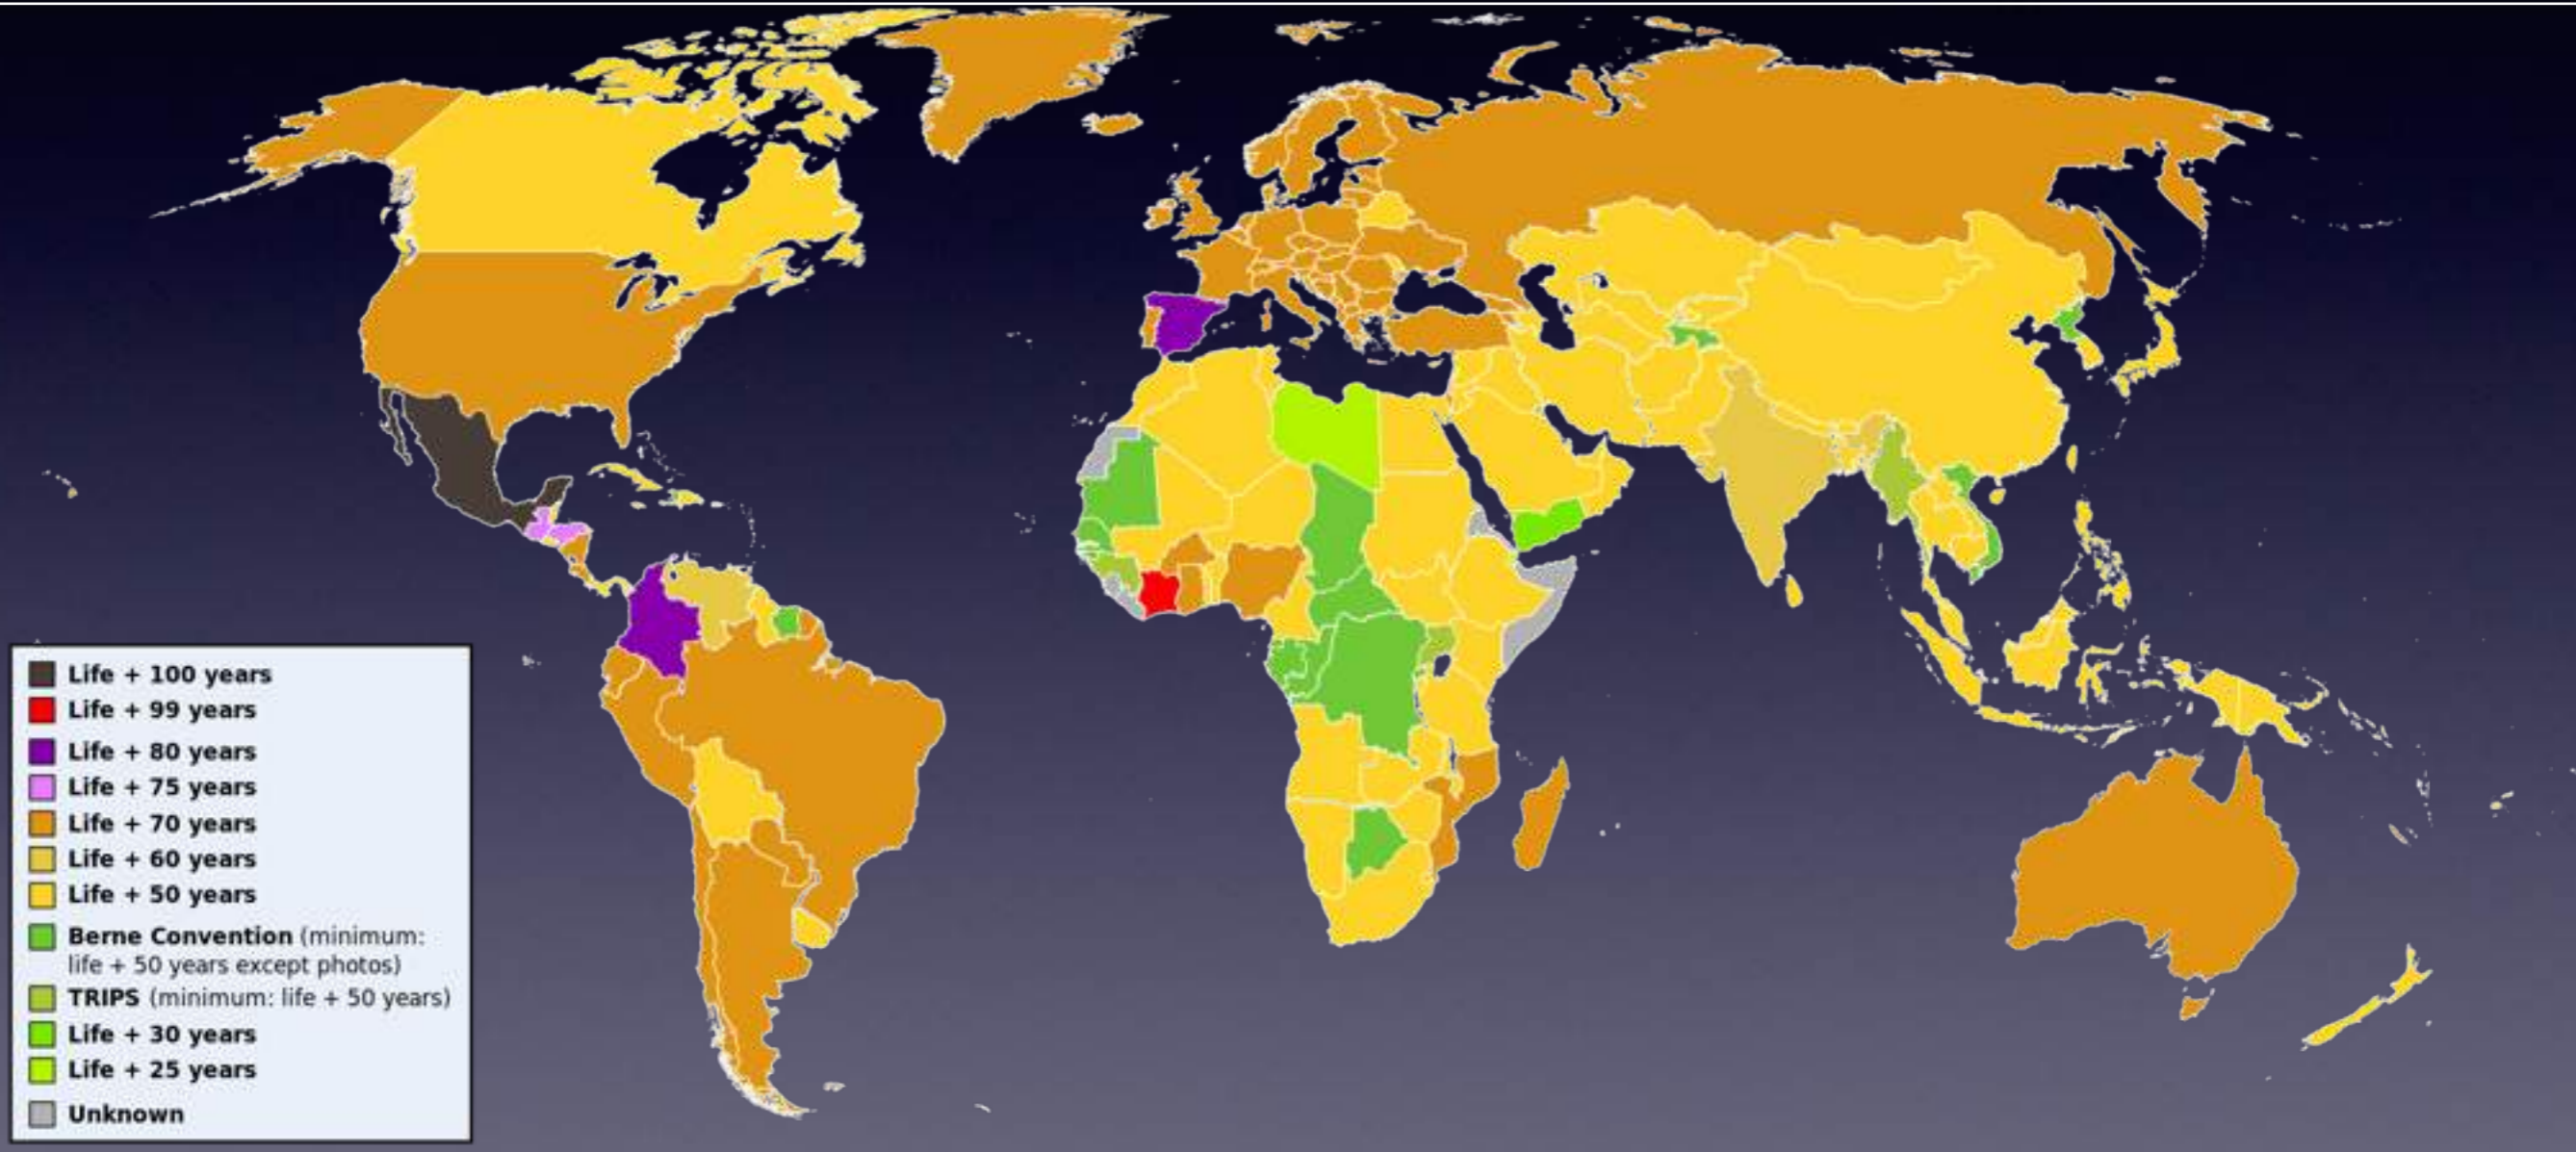 Life + 100 years
Life + 99 years
Life + 80 years
Life + 75 years
Life + 70 years
Life + 60 years
Life + 50 years
Berne Convention (minimum:
life + 50 years except photos)
TRIPS (minimum: life + 50 years)
Life + 30 years
Life + 25 years
Unknown